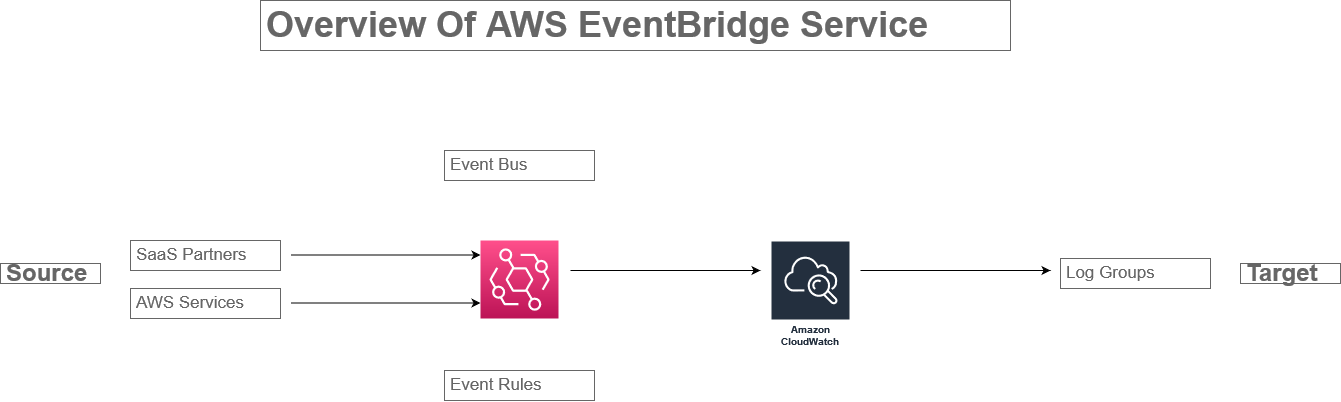 Overview Of AWS EventBridge Service
Event Bus
SaaS Partners
Source
AWS Services
Amazon
CloudWatch
Log Groups
Target
Event Rules